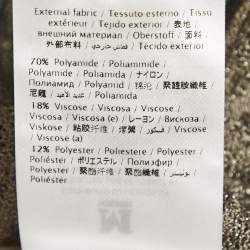 External fabric / Tessuto esterno / Tissu
extérieur / Tejido exterior / 表地 /
внешний материал / Oberstoff / 面料 /
外部布料 / قماش خارجي / Tecido exterior
70% Polyamide / Poliammide /
Polyamide / Poliamida / ナイロン /
Полиамид / Polyamid / 锦纶 / 聚醯胺纖維 /
尼龍 / بولي أميد / Poliamida
18% Viscose / Viscosa / Viscose /
Viscosa / Viscosa (e) / レーヨン / Вискоза /
Viskose / 粘胶纤维 / 嫘縈 / فسكوز / Viscose /
Viscose (a)
12% Polyester / Poliestere / Polyester /
Poliéster / ポリエステル / Полиэфир /
Polyester / 聚酯纤维 / 聚酯纖維 / بوليستر /
Poliéster
M